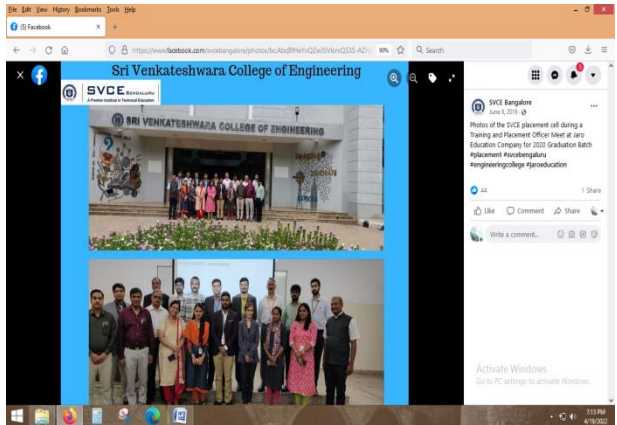 File Edit View History Bookmarks Tools Help
(5) Facebook
https://www.facebook.com/svcebangalore/photos/
90%
Search
Sri Venkateshwara College of Engineering
SVCE BENGALURU
A Premier Institute in Technical Education
SRI VENKATESHWARA COLLEGE OF ENGINEERING
SVCE Bangalore
June 9, 2019
Photos of the SVCE placement cell during a
Training and Placement Officer Meet at Jaro
Education Company for 2020 Graduation Batch
#placement #svcebengaluru
#engineeringcollege #jaroeducation
44
1 Share
Like Comment Share
Write a comment...
Activate Windows
Go to PC settings to activate Windows.
7:13 PM
4/19/2022